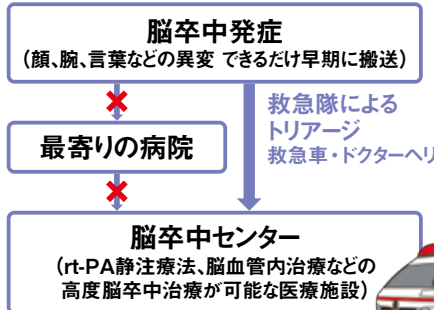 脳卒中発症
(顔、腕、言葉などの異変 できるだけ早期に搬送)
救急隊による
トリアージ
救急車・ドクターヘリ
最寄りの病院
脳卒中センター
(rt-PA静注療法、脳血管内治療などの
高度脳卒中治療が可能な医療施設)